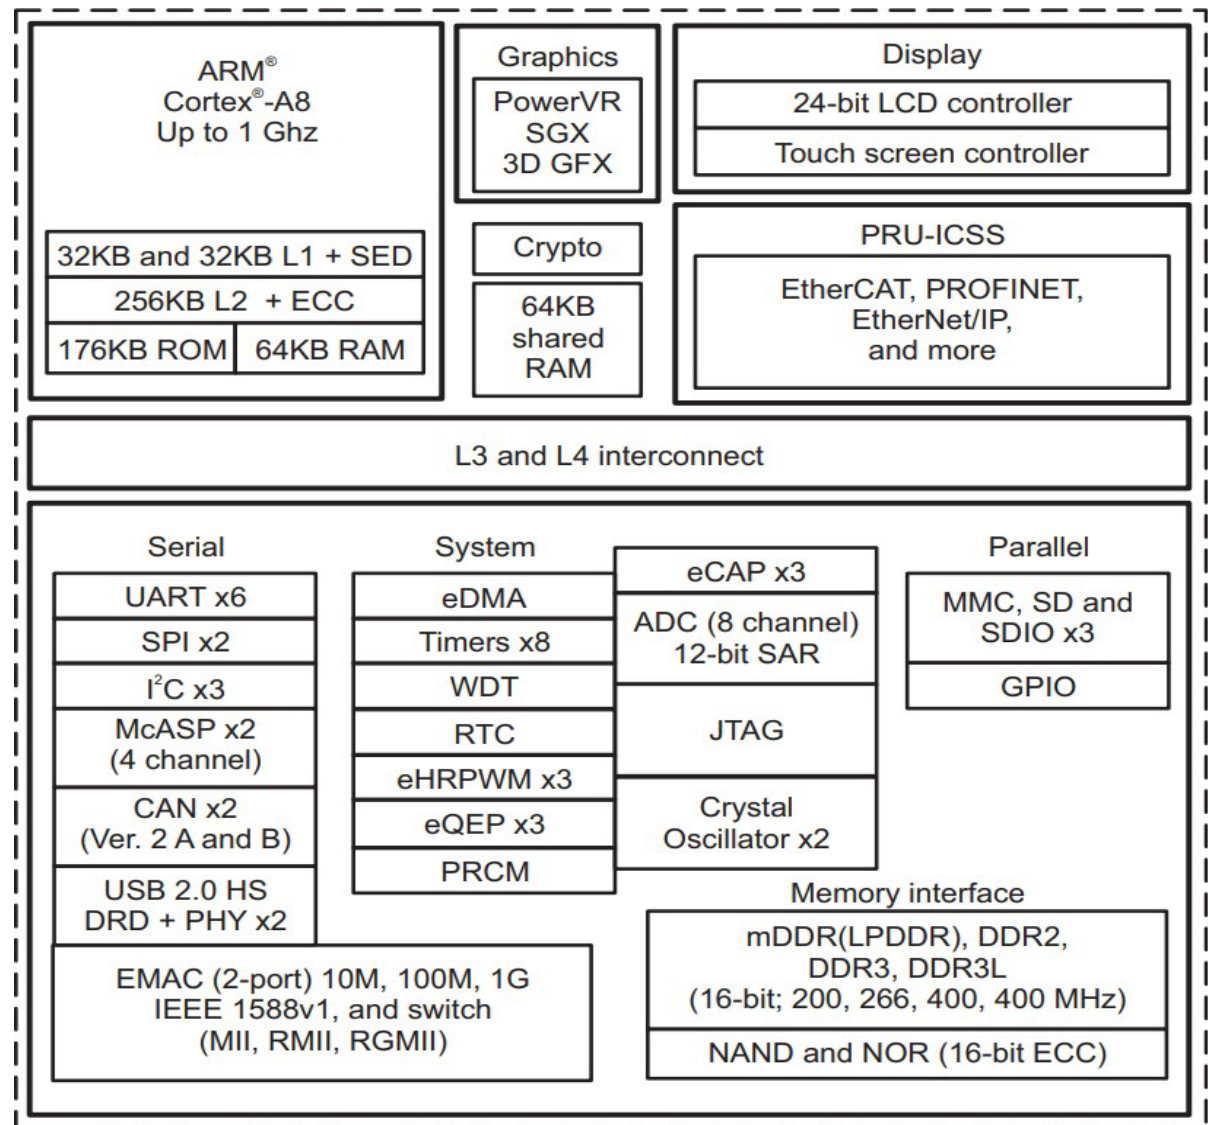 ARM®
Cortex®-A8
Up to 1 Ghz
32KB and 32KB L1 + SED
256KB L2 + ECC
176KB ROM
64KB RAM
Graphics
PowerVR
SGX
3D GFX
Crypto
64KB
shared
RAM
Display
24-bit LCD controller
Touch screen controller
PRU-ICSS
EtherCAT, PROFINET,
EtherNet/IP,
and more
L3 and L4 interconnect
Serial
UART x6
SPI x2
I²C x3
McASP x2
(4 channel)
CAN x2
(Ver. 2 A and B)
USB 2.0 HS
DRD + PHY x2
EMAC (2-port) 10M, 100M, 1G
IEEE 1588v1, and switch
(MII, RMII, RGMII)
System
eDMA
Timers x8
WDT
RTC
eHRPWM x3
eQEP x3
PRCM
eCAP x3
ADC (8 channel)
12-bit SAR
JTAG
Crystal
Oscillator x2
Parallel
MMC, SD and
SDIO x3
GPIO
Memory interface
mDDR(LPDDR), DDR2,
DDR3, DDR3L
(16-bit; 200, 266, 400, 400 MHz)
NAND and NOR (16-bit ECC)